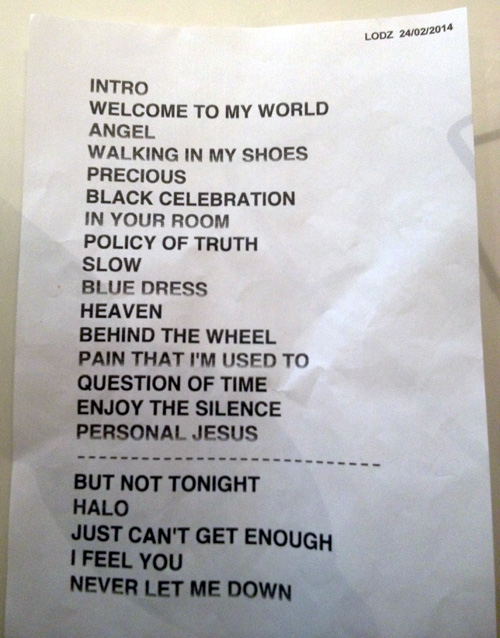 LODZ 24/02/2014
INTRO
WELCOME TO MY WORLD
ANGEL
WALKING IN MY SHOES
PRECIOUS
BLACK CELEBRATION
IN YOUR ROOM
POLICY OF TRUTH
SLOW
BLUE DRESS
HEAVEN
BEHIND THE WHEEL
PAIN THAT I'M USED TO
QUESTION OF TIME
ENJOY THE SILENCE
PERSONAL JESUS
--------------------------------
BUT NOT TONIGHT
HALO
JUST CAN'T GET ENOUGH
I FEEL YOU
NEVER LET ME DOWN